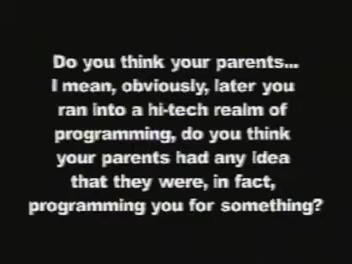 Do you think your parents...
I mean, obviously, later you
ran into a hi-tech realm of
programming, do you think
your parents had any idea
that they were, in fact,
programming you for something?